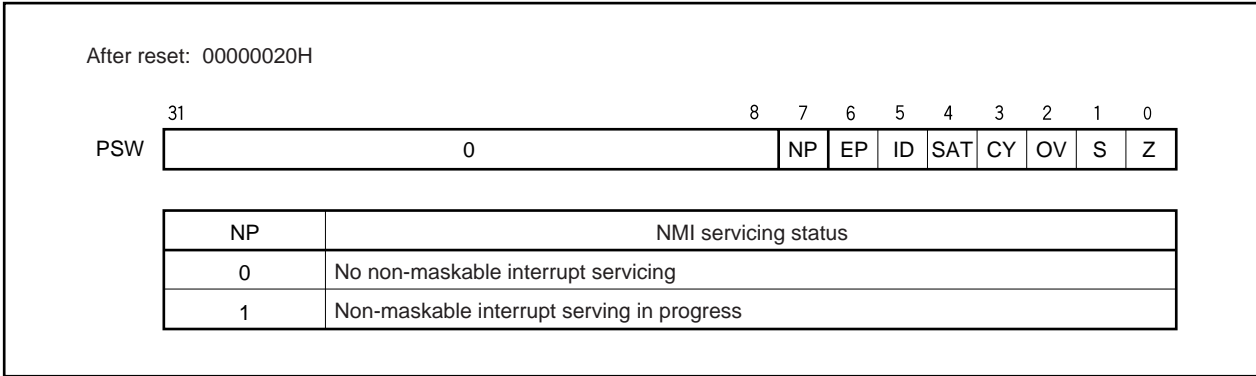 After reset: 00000020H
31 8 7 6 5 4 3 2 1 0
PSW 0 NP EP ID SAT CY OV S Z
NP NMI servicing status
0 No non-maskable interrupt servicing
1 Non-maskable interrupt serving in progress